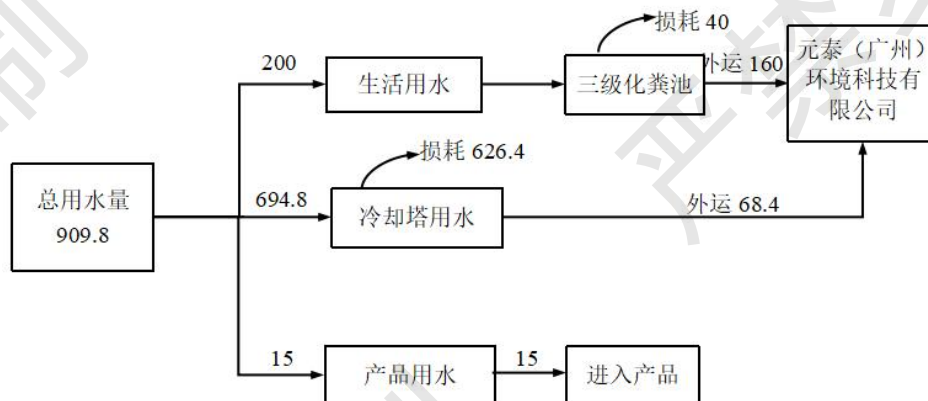 损耗 40
元泰（广州）
环境科技有
限公司
200
生活用水
三级化粪池
外运 160
损耗 626.4
总用水量
909.8
694.8
冷却塔用水
外运 68.4
15
产品用水
15
进入产品
制
严禁